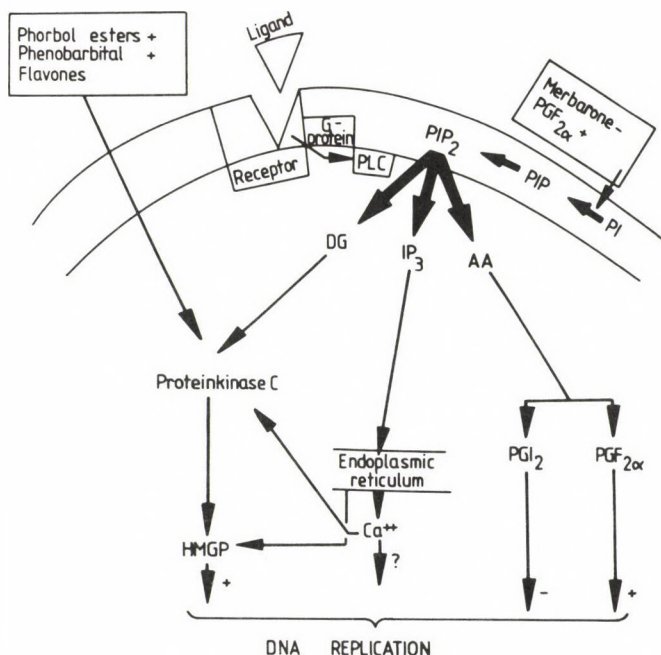 Phorbol esters +
Phenobarbital +
Flavones
Ligand
Merbarone -
PGF2α +
G-
protein
PIP2
PLC
Receptor
PIP
PI
DG
IP3
AA
Proteinkinase C
Endoplasmic
reticulum
PGI2
PGF2α
HMGP
Ca++
?
+
-
+
DNA REPLICATION